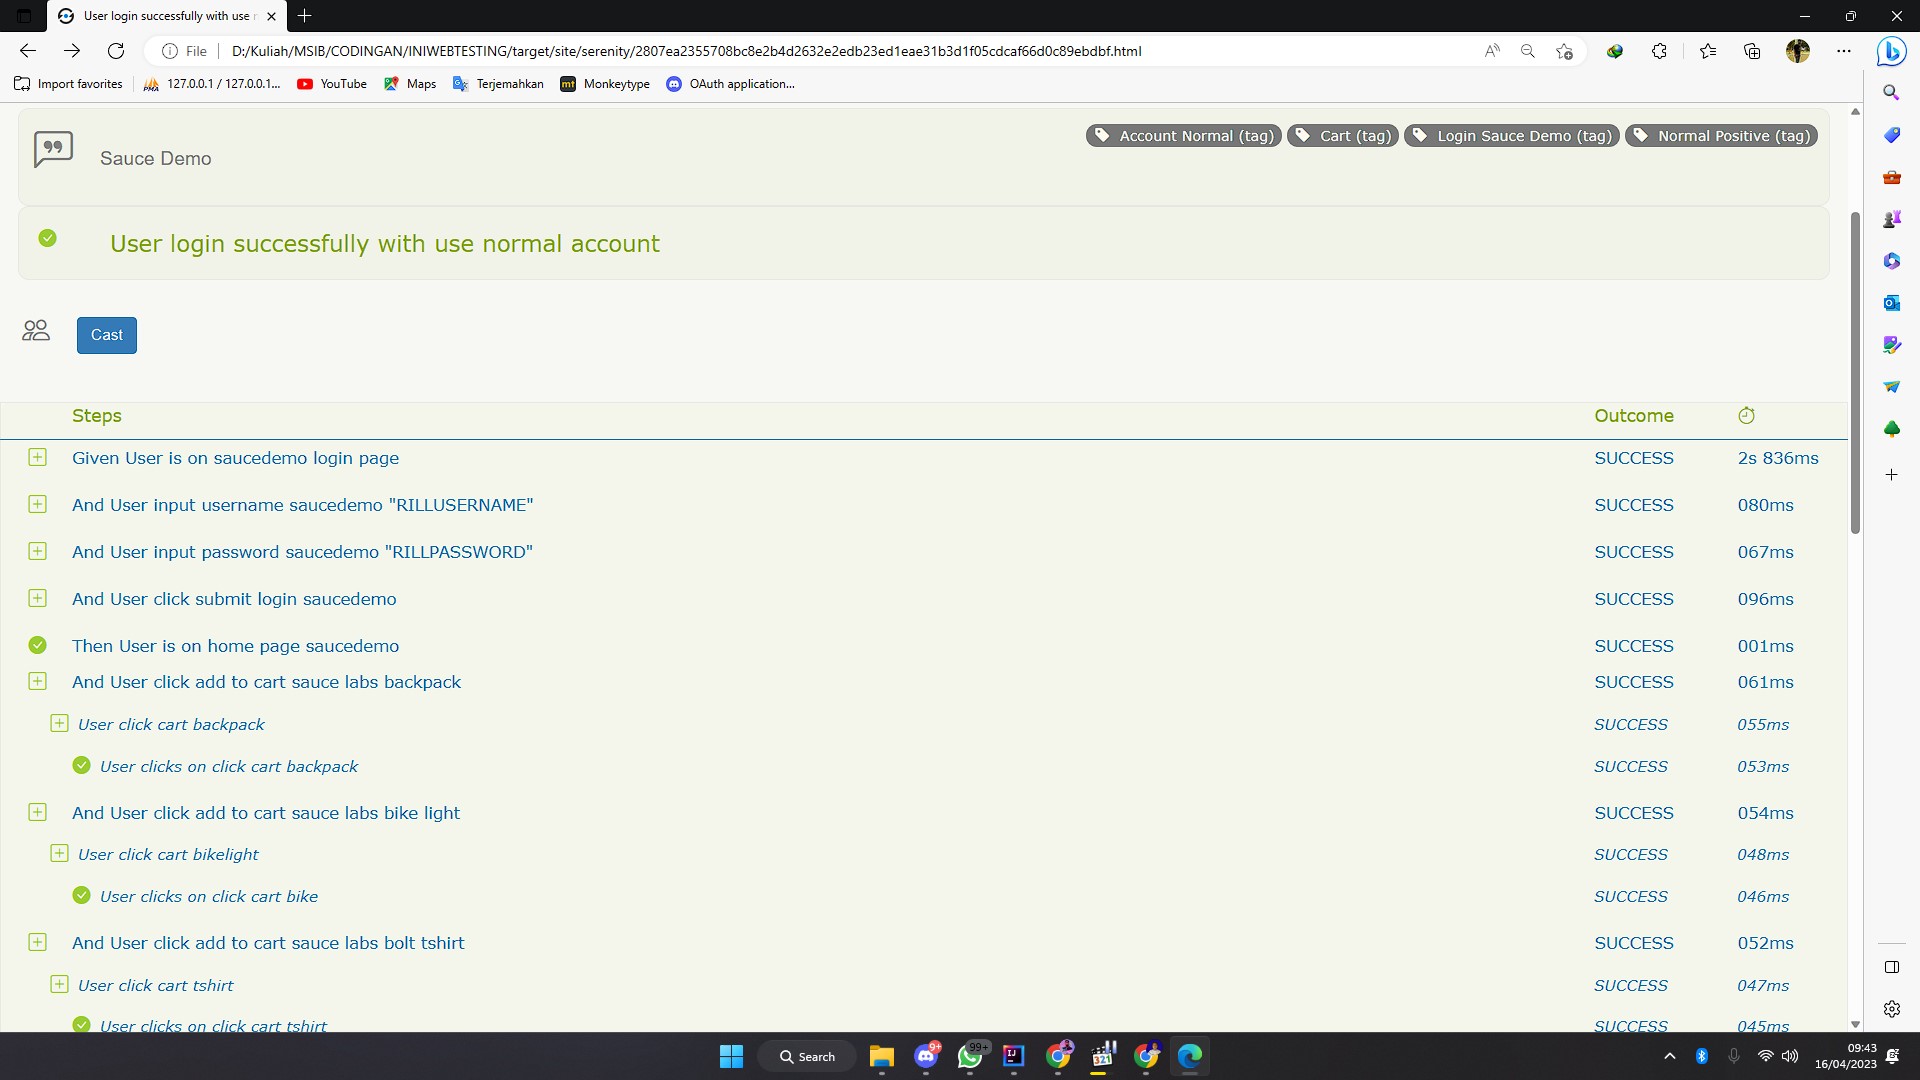 User login successfully with use n
File
D:/Kuliah/MSIB/CODINGAN/INIWEBTESTING/target/site/serenity/2807ea2355708bc8e2b4d2632e2edb23ed1eae31b3d1f05cdcaf66d0c89ebdbf.html
Import favorites
127.0.0.1 / 127.0.0.1...
YouTube
Maps
Terjemahkan
mt
Monkeytype
OAuth application...
Sauce Demo
Account Normal (tag)
Cart (tag)
Login Sauce Demo (tag)
Normal Positive (tag)
User login successfully with use normal account
Cast
Steps Outcome
Given User is on saucedemo login page SUCCESS 2s 836ms
And User input username saucedemo "RILLUSERNAME" SUCCESS 080ms
And User input password saucedemo "RILLPASSWORD" SUCCESS 067ms
And User click submit login saucedemo SUCCESS 096ms
Then User is on home page saucedemo SUCCESS 001ms
And User click add to cart sauce labs backpack SUCCESS 061ms
User click cart backpack SUCCESS 055ms
User clicks on click cart backpack SUCCESS 053ms
And User click add to cart sauce labs bike light SUCCESS 054ms
User click cart bikelight SUCCESS 048ms
User clicks on click cart bike SUCCESS 046ms
And User click add to cart sauce labs bolt tshirt SUCCESS 052ms
User click cart tshirt SUCCESS 047ms
User clicks on click cart tshirt SUCCESS 045ms
Search
9+
99+
IJ
321
09:43
16/04/2023